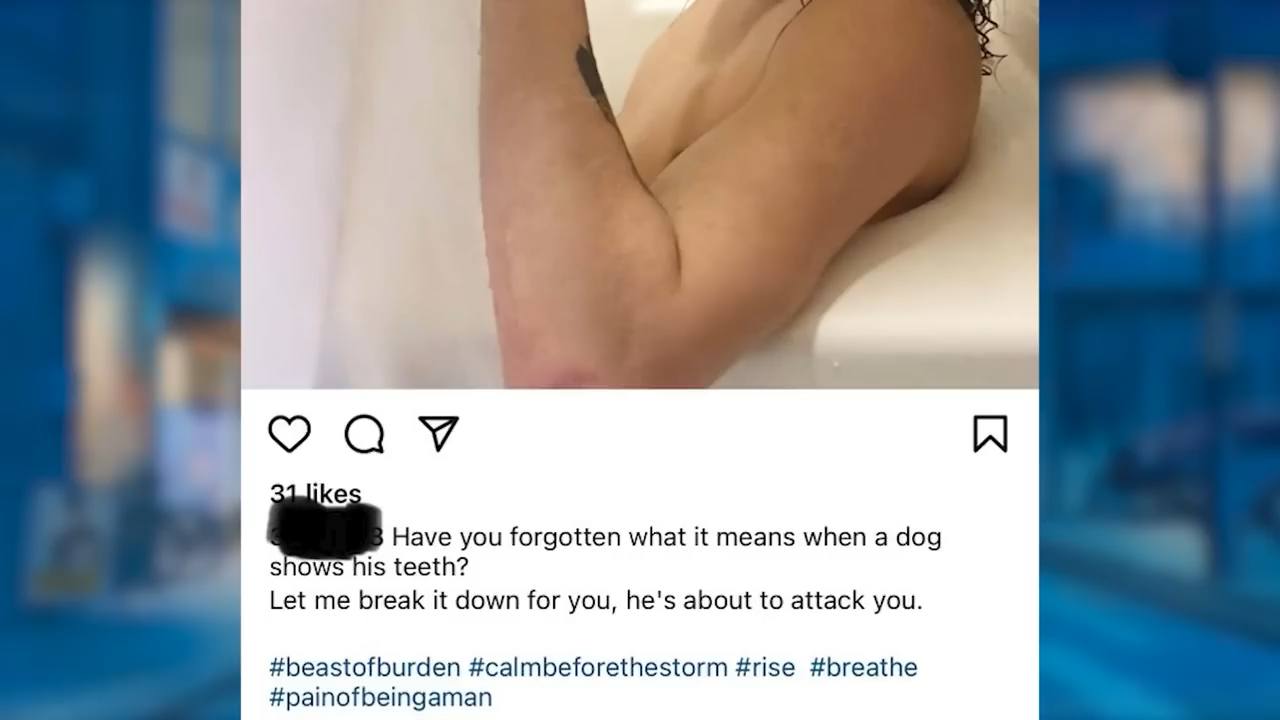 31 likes
Have you forgotten what it means when a dog
shows his teeth?
Let me break it down for you, he's about to attack you.
#beastofburden #calmbeforethestorm #rise #breathe
#painofbeingaman